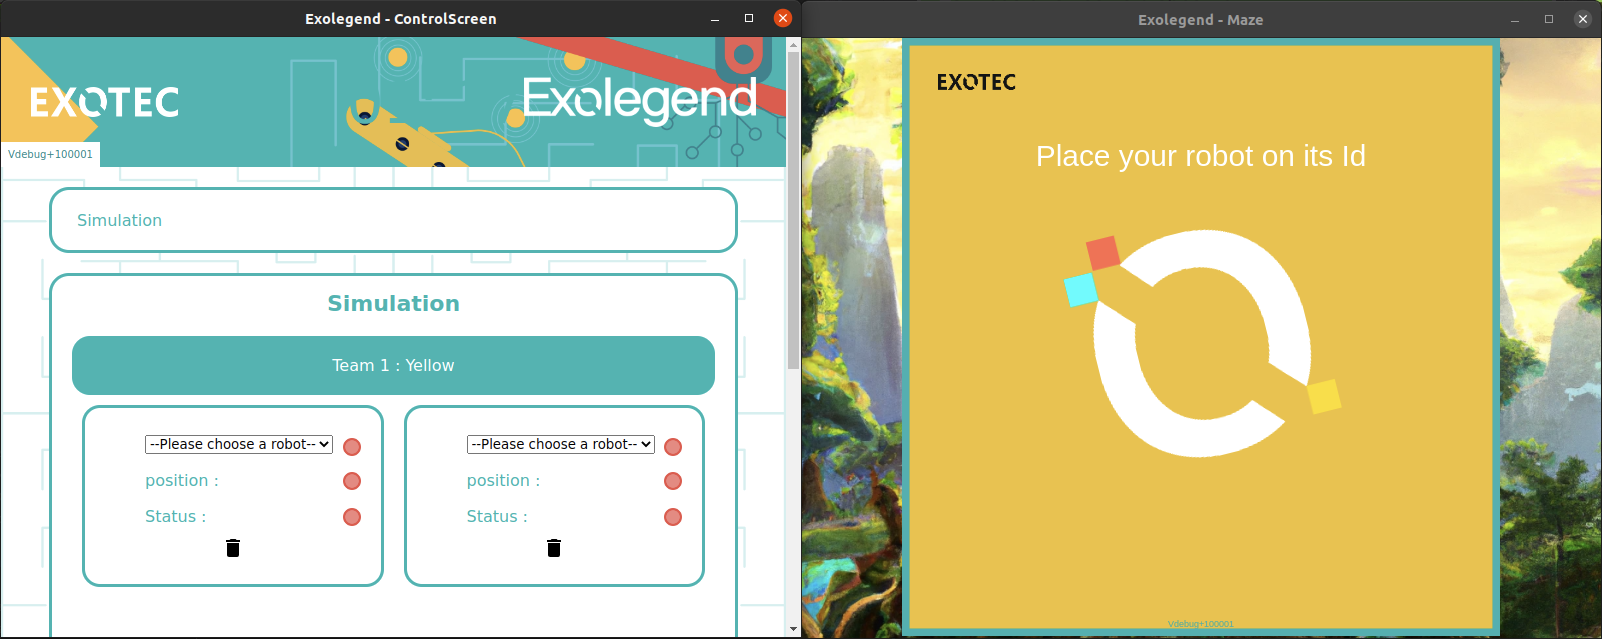 Exolegend - ControlScreen
EXOTEC
Exolegend
Vdebug+100001
Simulation
Simulation
Team 1 : Yellow
--Please choose a robot--
position :
Status :
--Please choose a robot--
position :
Status :
Exolegend - Maze
EXOTEC
Place your robot on its Id
Vdebug+100001